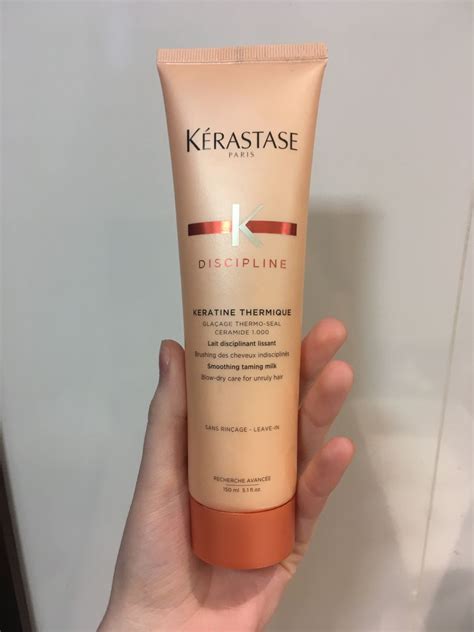 KÉRASTASE
PARIS
K
DISCIPLINE
KERATINE THERMIQUE
GLAÇAGE THERMO-SEAL
CERAMIDE 1.000
Lait disciplinant lissant
Brushing des cheveux indisciplinés
Smoothing taming milk
Blow-dry care for unruly hair
SANS RINÇAGE - LEAVE-IN
RECHERCHE AVANCÉE
150 ml 5.1 fl.oz.